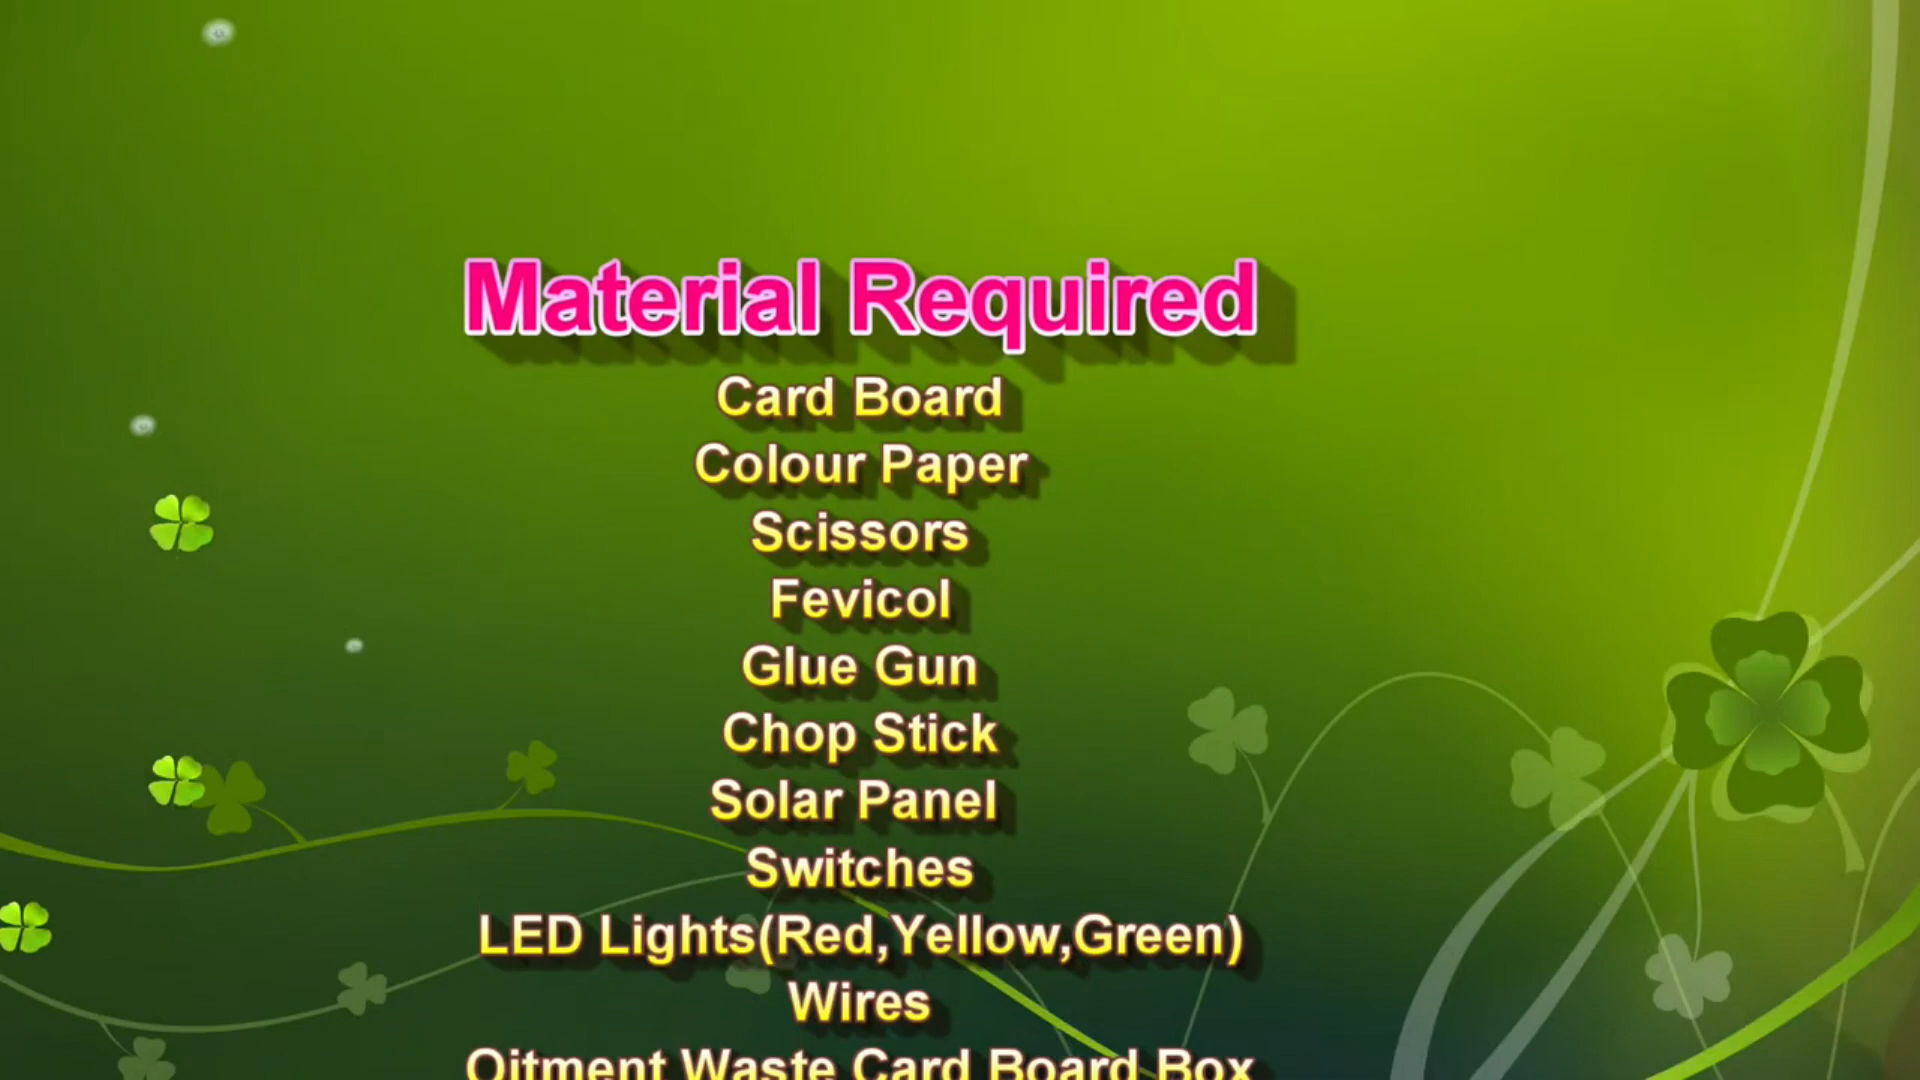 Material Required
Card Board
Colour Paper
Scissors
Fevicol
Glue Gun
Chop Stick
Solar Panel
Switches
LED Lights(Red,Yellow,Green)
Wires
Oitment Waste Card Board Box